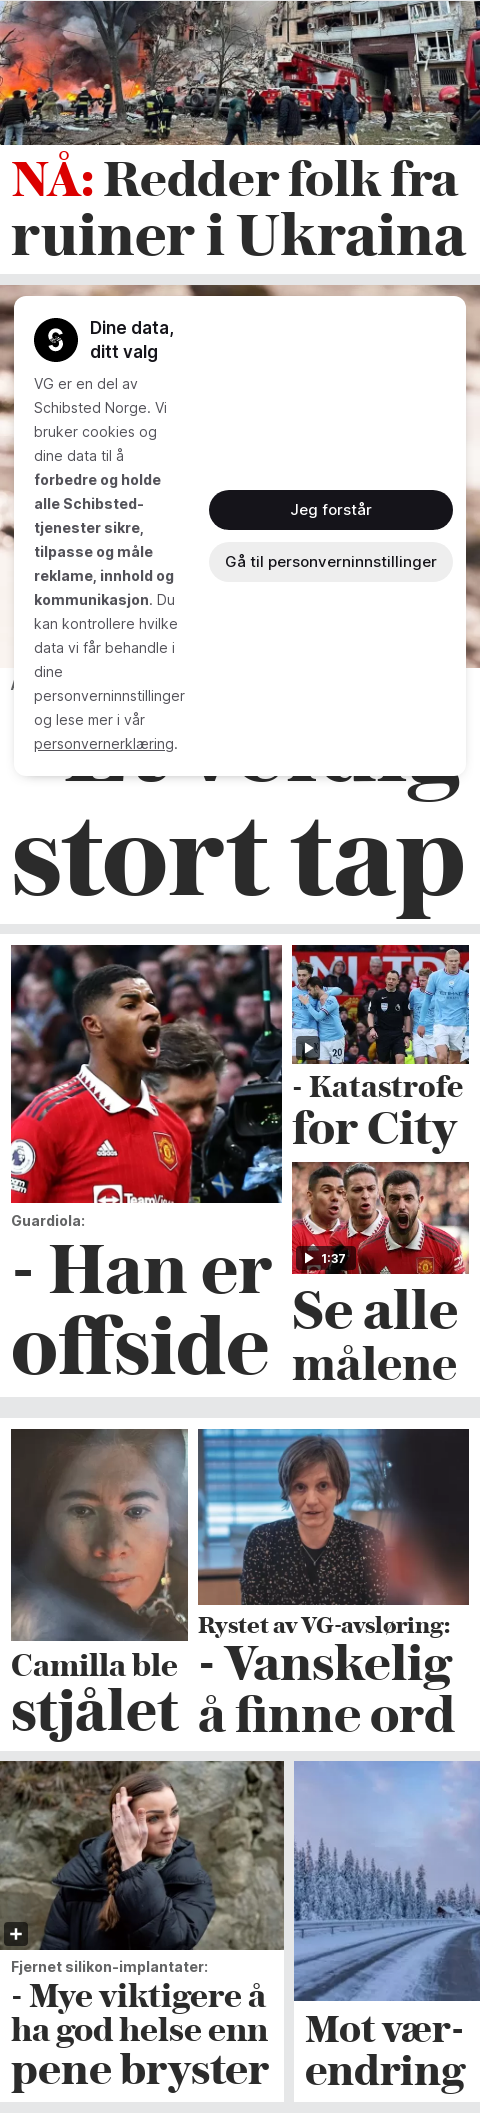 NÅ: Redder folk fra
ruiner i Ukraina
Dine data,
ditt valg
VG er en del av
Schibsted Norge. Vi
bruker cookies og
dine data til å
forbedre og holde
alle Schibsted-
tjenester sikre,
tilpasse og måle
reklame, innhold og
kommunikasjon. Du
kan kontrollere hvilke
data vi får behandle i
dine
personverninnstillinger
og lese mer i vår
personvernerklæring.
Jeg forstår
Gå til personverninnstillinger
stort tap
20
TeamView
1:37
Guardiola:
- Han er
offside
- Katastrofe
for City
Se alle
målene
Camilla ble
stjålet
Rystet av VG-avsløring:
- Vanskelig
å finne ord
Fjernet silikon-implantater:
- Mye viktigere å
ha god helse enn
pene bryster
Mot vær-
endring